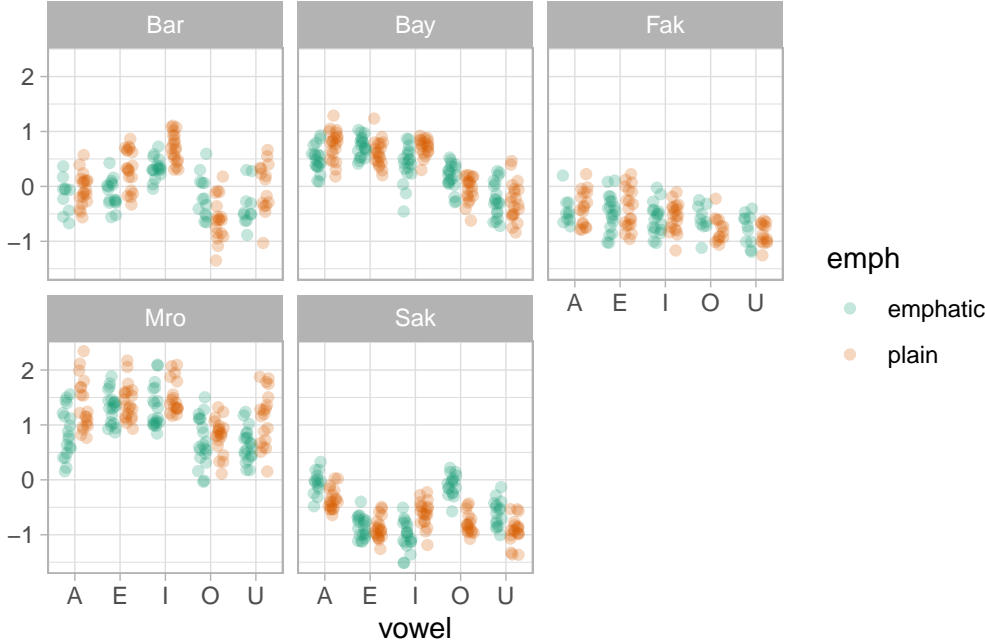 Bar Bay Fak
2
1
0
−1
A E I O U
emph
emphatic
plain
Mro Sak
2
1
0
−1
A E I O U A E I O U
vowel